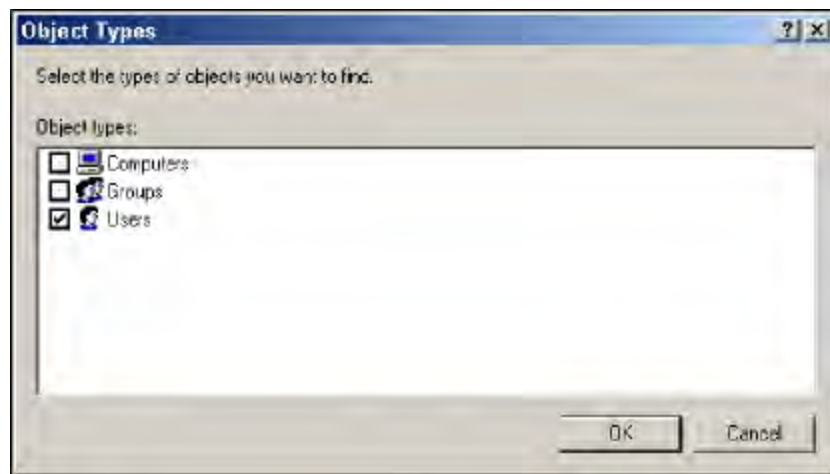 Object Types
Select the types of objects you want to find.
Object types:
Computers
Groups
Users
OK
Cancel